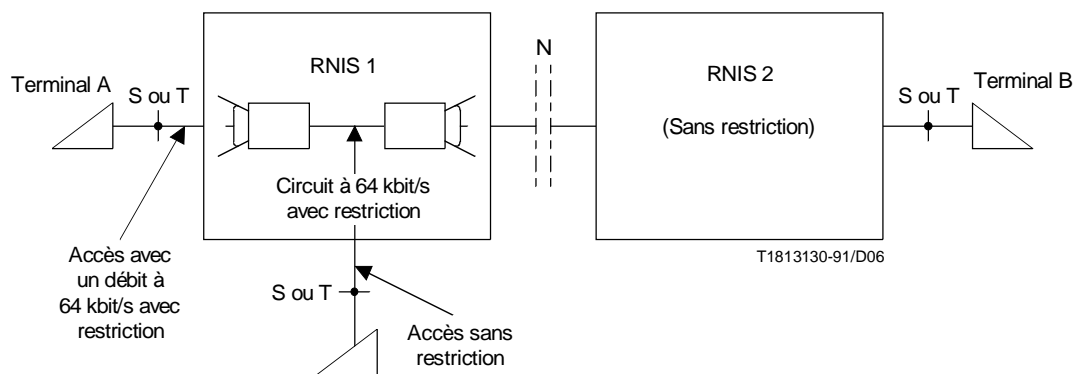 RNIS 1
N
RNIS 2
Terminal A
S ou T
S ou T
Terminal B
(Sans restriction)
Circuit à 64 kbit/s
avec restriction
Accès avec
un débit à
64 kbit/s avec
restriction
T1813130-91/D06
S ou T
Accès sans
restriction